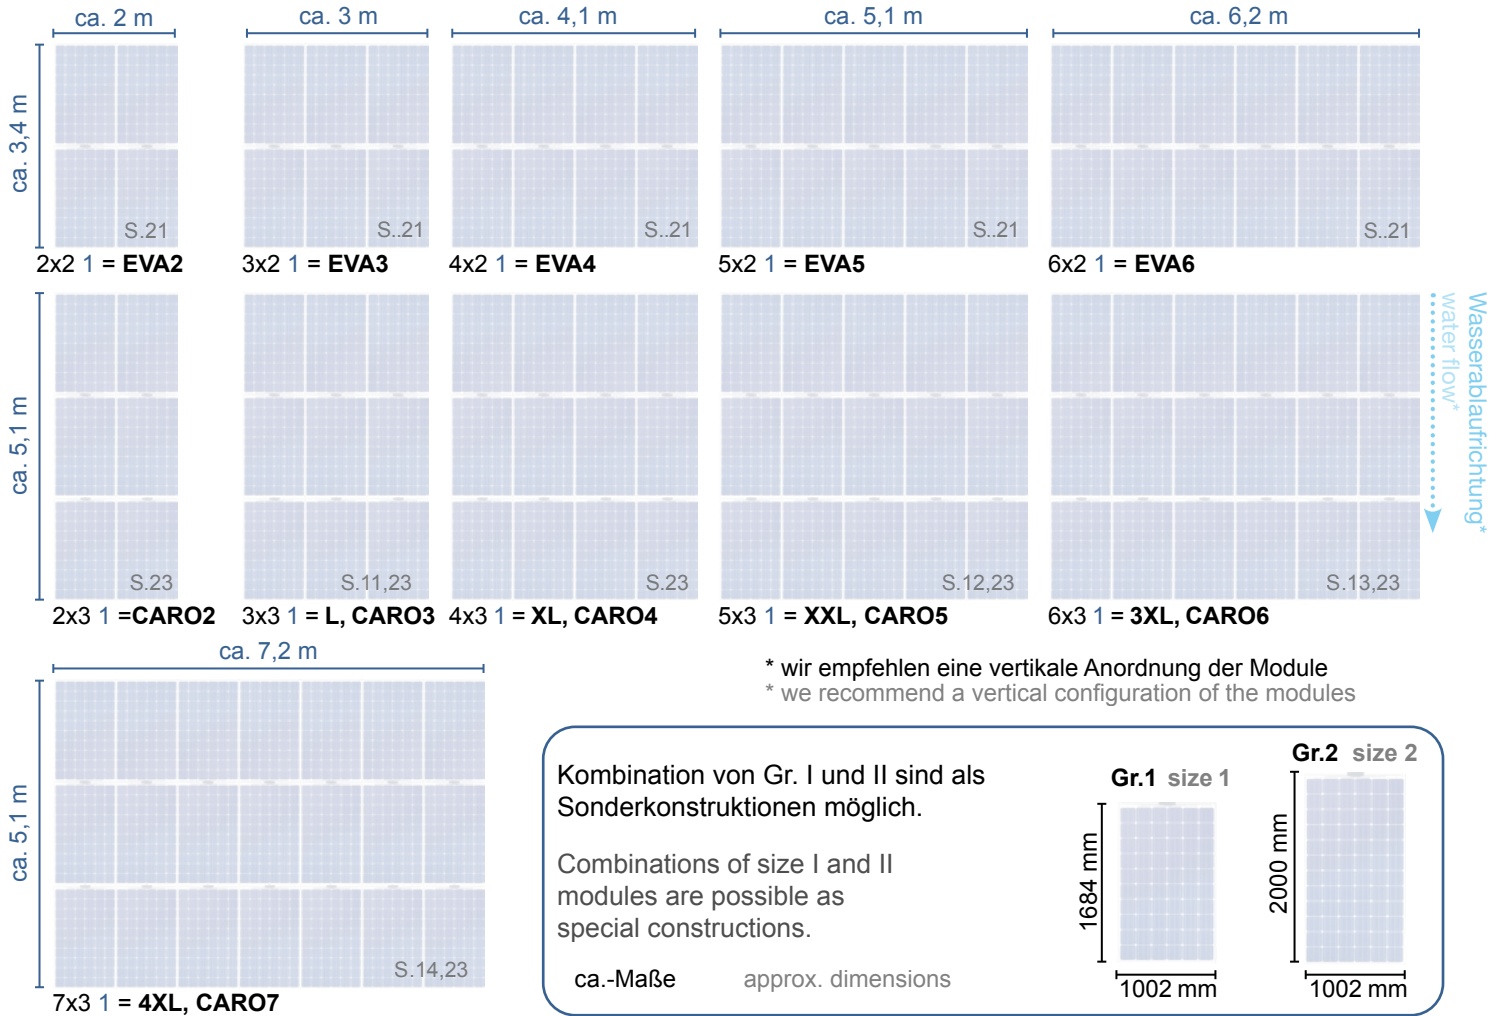 ca. 2 m
ca. 3 m
ca. 4,1 m
ca. 5,1 m
ca. 6,2 m
ca. 3,4 m
S.21
S..21
S..21
S..21
S..21
2x2 1 = EVA2
3x2 1 = EVA3
4x2 1 = EVA4
5x2 1 = EVA5
6x2 1 = EVA6
ca. 5,1 m
Wasserablaufrichtung*
water flow*
S.23
S.11,23
S.23
S.12,23
S.13,23
2x3 1 =CARO2
3x3 1 = L, CARO3
4x3 1 = XL, CARO4
5x3 1 = XXL, CARO5
6x3 1 = 3XL, CARO6
ca. 7,2 m
ca. 5,1 m
S.14,23
7x3 1 = 4XL, CARO7
* wir empfehlen eine vertikale Anordnung der Module
* we recommend a vertical configuration of the modules
Kombination von Gr. I und II sind als
Sonderkonstruktionen möglich.
Combinations of size I and II
modules are possible as
special constructions.
ca.-Maße approx. dimensions
Gr.1 size 1
1684 mm
1002 mm
Gr.2 size 2
2000 mm
1002 mm